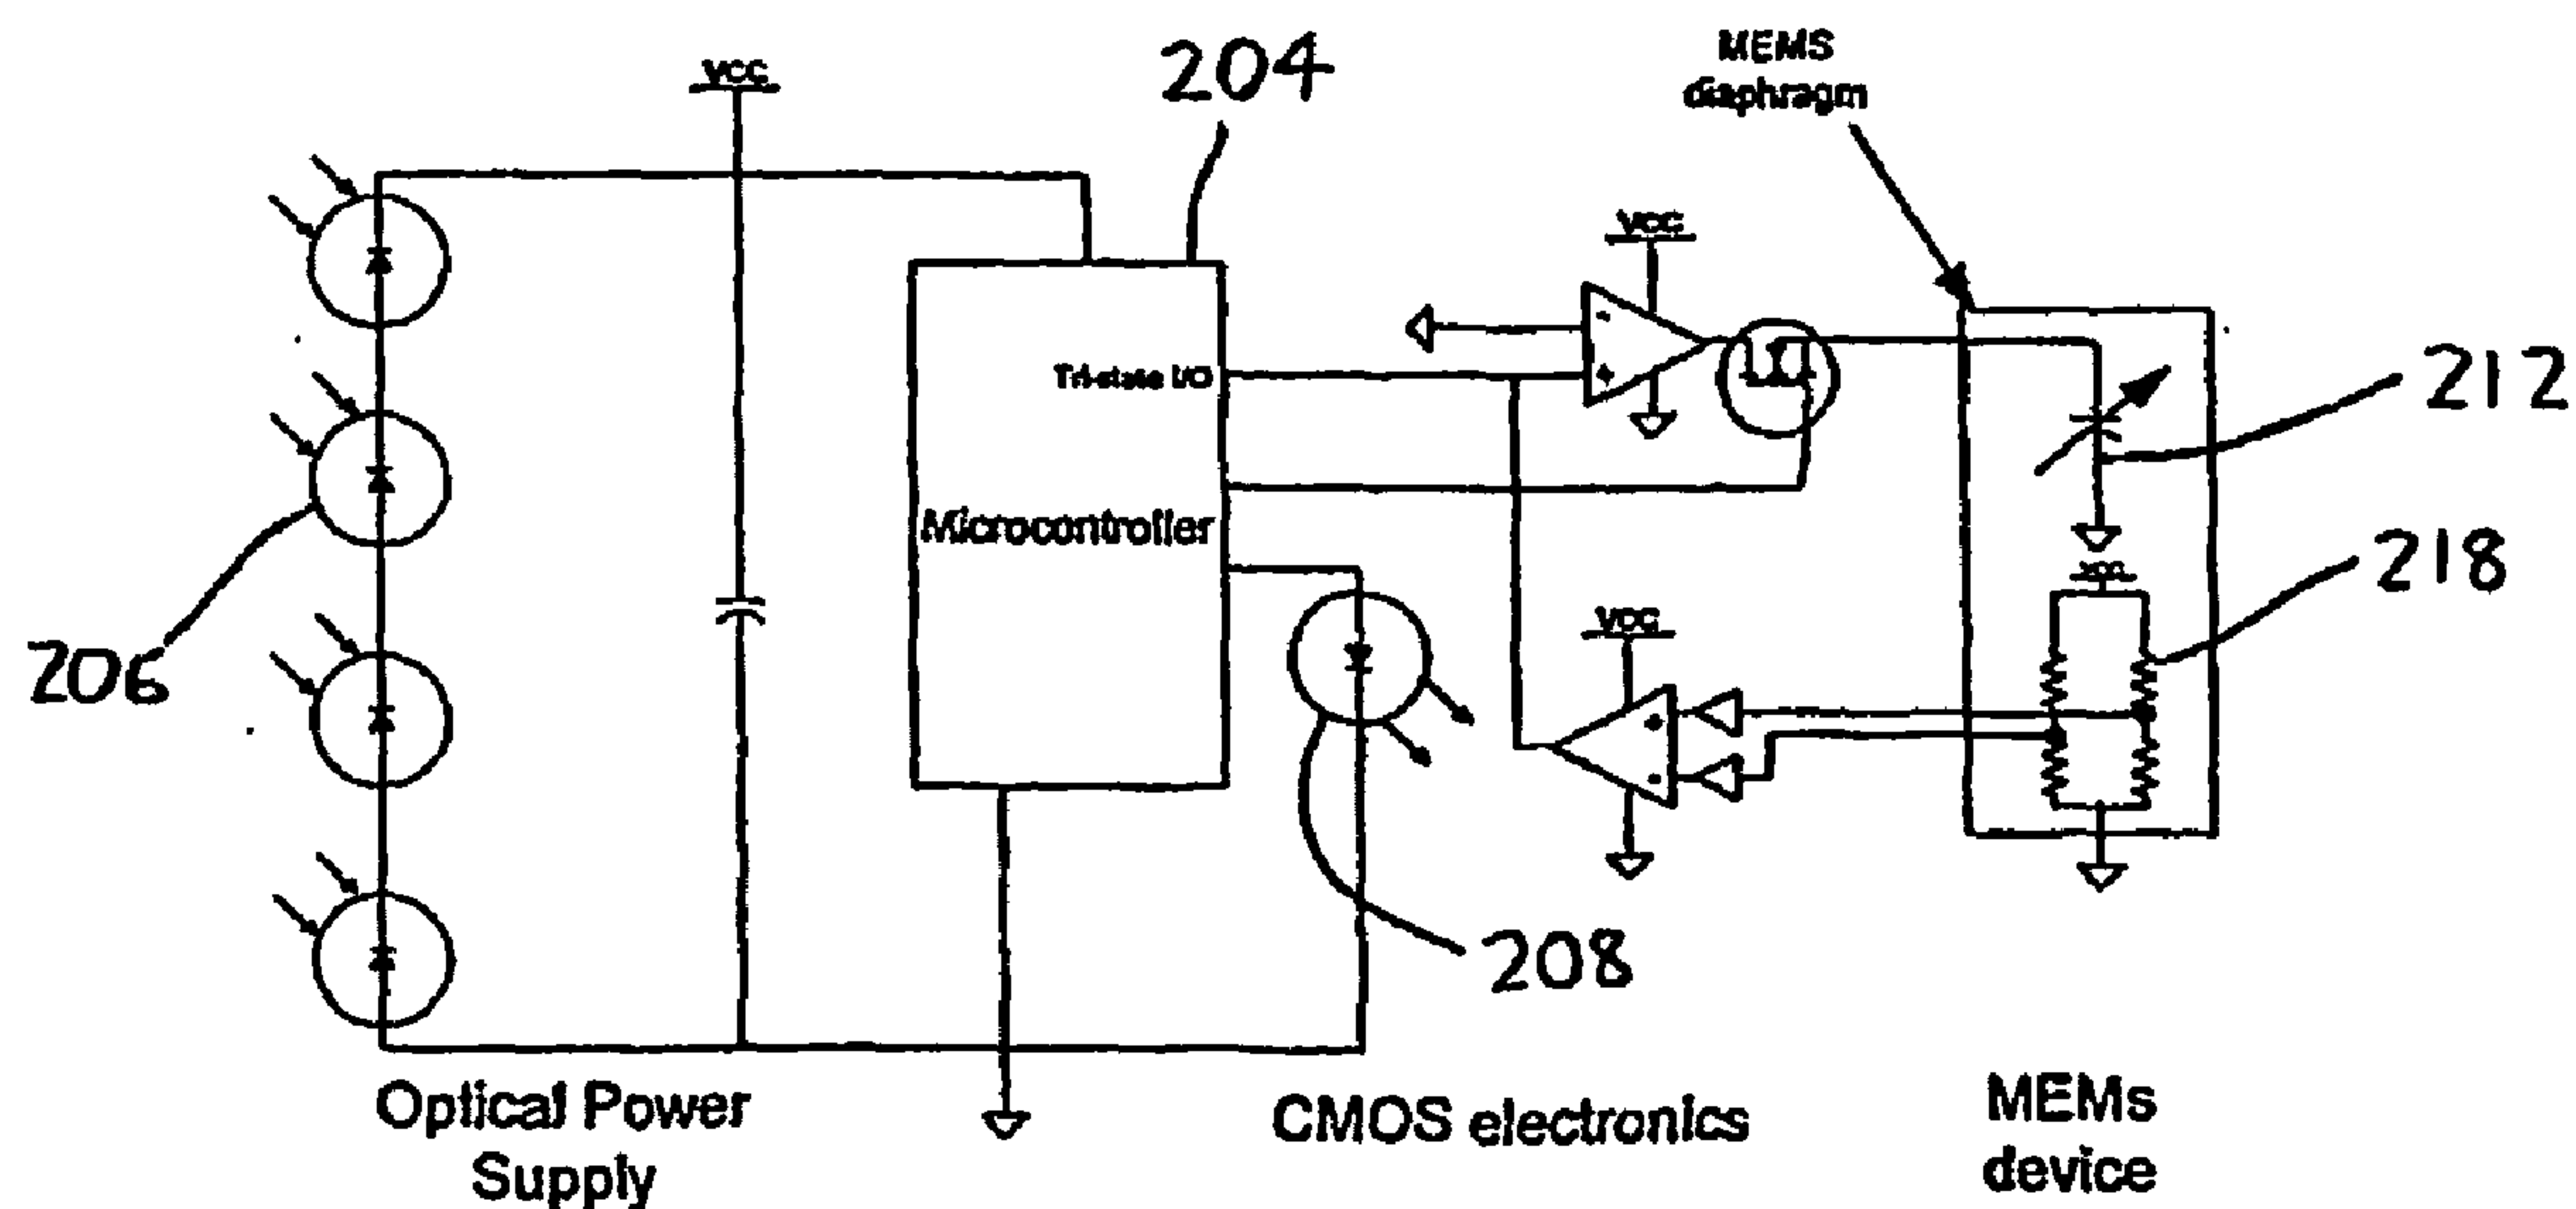 VCC
204
MEMS
diaphragm
VCC
Tri-state I/O
-
+
212
Microcontroller
VCC
218
206
VCC
+
-
208
Optical Power
Supply
CMOS electronics
MEMs
device